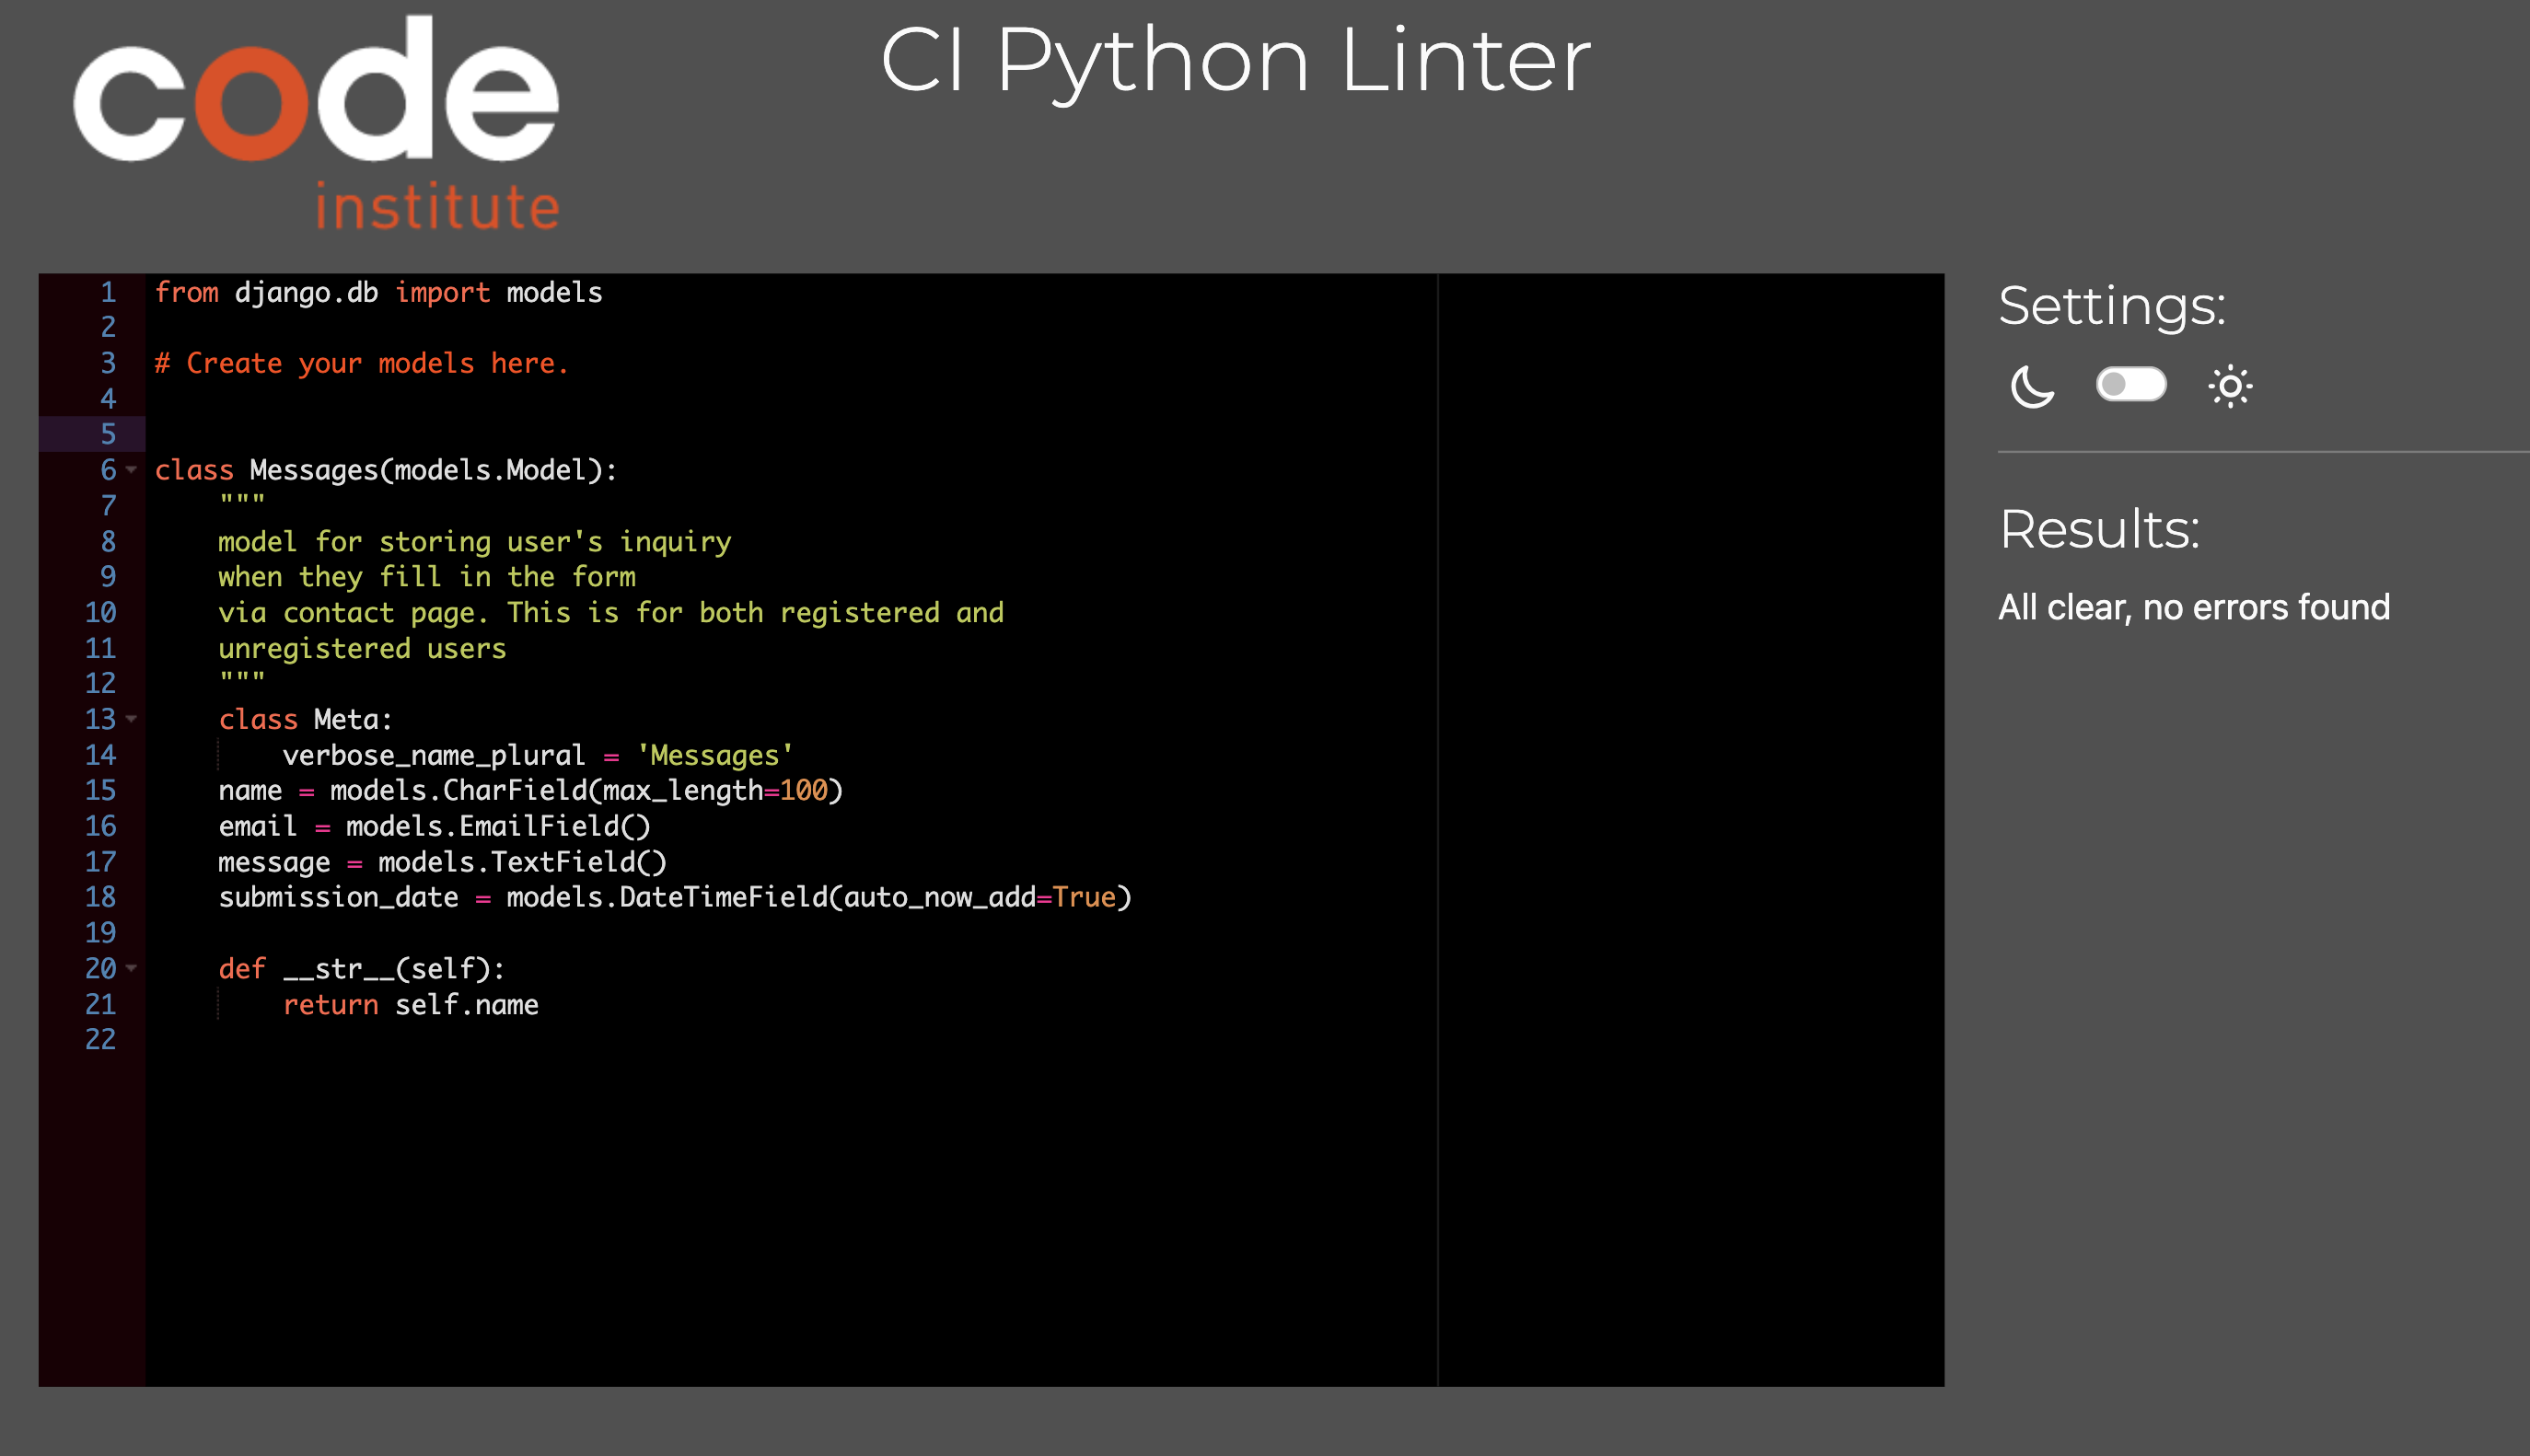 code
institute
CI Python Linter
1 from django.db import models
2
3 # Create your models here.
4
5
6 class Messages(models.Model):
7     """
8     model for storing user's inquiry
9     when they fill in the form
10     via contact page. This is for both registered and
11     unregistered users
12     """
13     class Meta:
14         verbose_name_plural = 'Messages'
15     name = models.CharField(max_length=100)
16     email = models.EmailField()
17     message = models.TextField()
18     submission_date = models.DateTimeField(auto_now_add=True)
19
20     def __str__(self):
21         return self.name
22
Settings:
Results:
All clear, no errors found